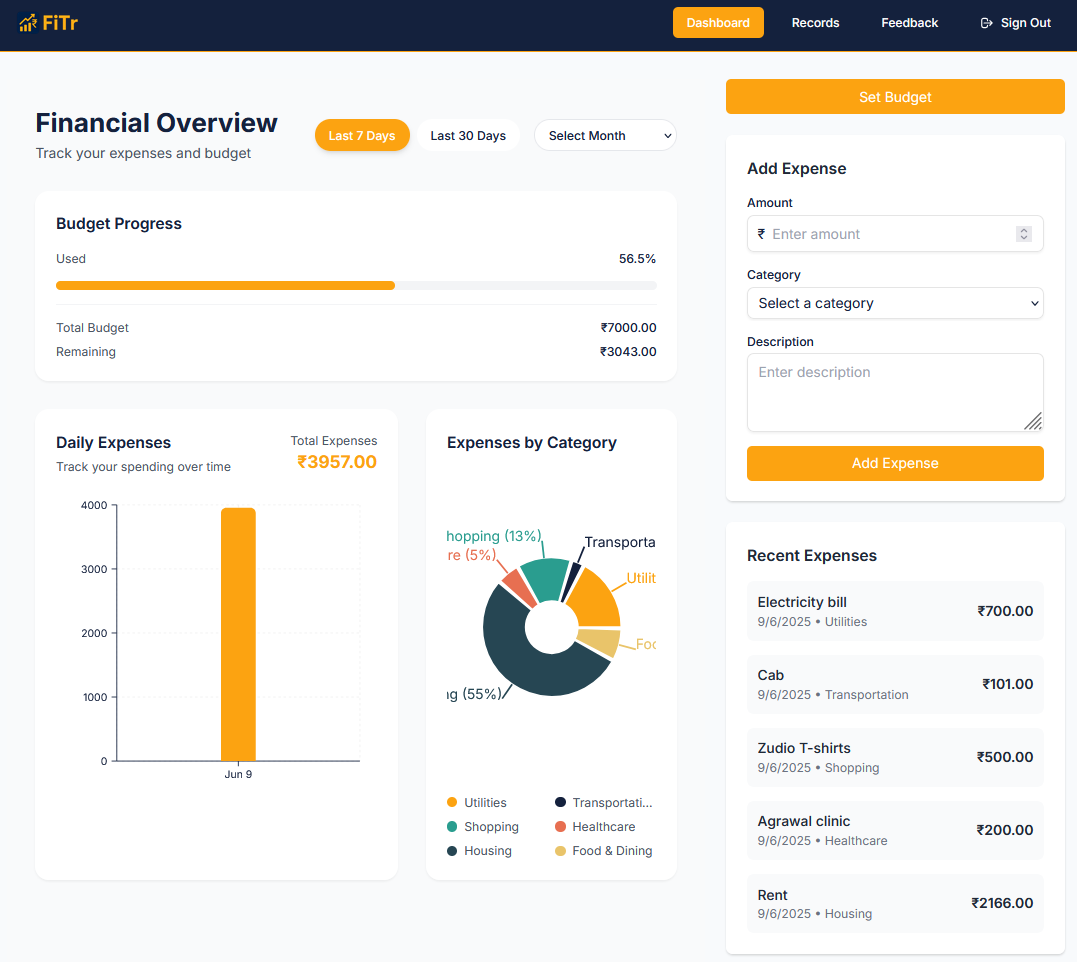 FiTr
Dashboard
Records
Feedback
Sign Out
Financial Overview
Track your expenses and budget
Last 7 Days
Last 30 Days
Select Month
Budget Progress
Used 56.5%
Total Budget ₹7000.00
Remaining ₹3043.00
Daily Expenses
Track your spending over time
Total Expenses
₹3957.00
4000
3000
2000
1000
0
Jun 9
Expenses by Category
hopping (13%)
re (5%)
Transporta
Utilit
Foo
ng (55%)
Utilities
Transportati...
Shopping
Healthcare
Housing
Food & Dining
Set Budget
Add Expense
Amount
₹ Enter amount
Category
Select a category
Description
Enter description
Add Expense
Recent Expenses
Electricity bill
9/6/2025 • Utilities
₹700.00
Cab
9/6/2025 • Transportation
₹101.00
Zudio T-shirts
9/6/2025 • Shopping
₹500.00
Agrawal clinic
9/6/2025 • Healthcare
₹200.00
Rent
9/6/2025 • Housing
₹2166.00